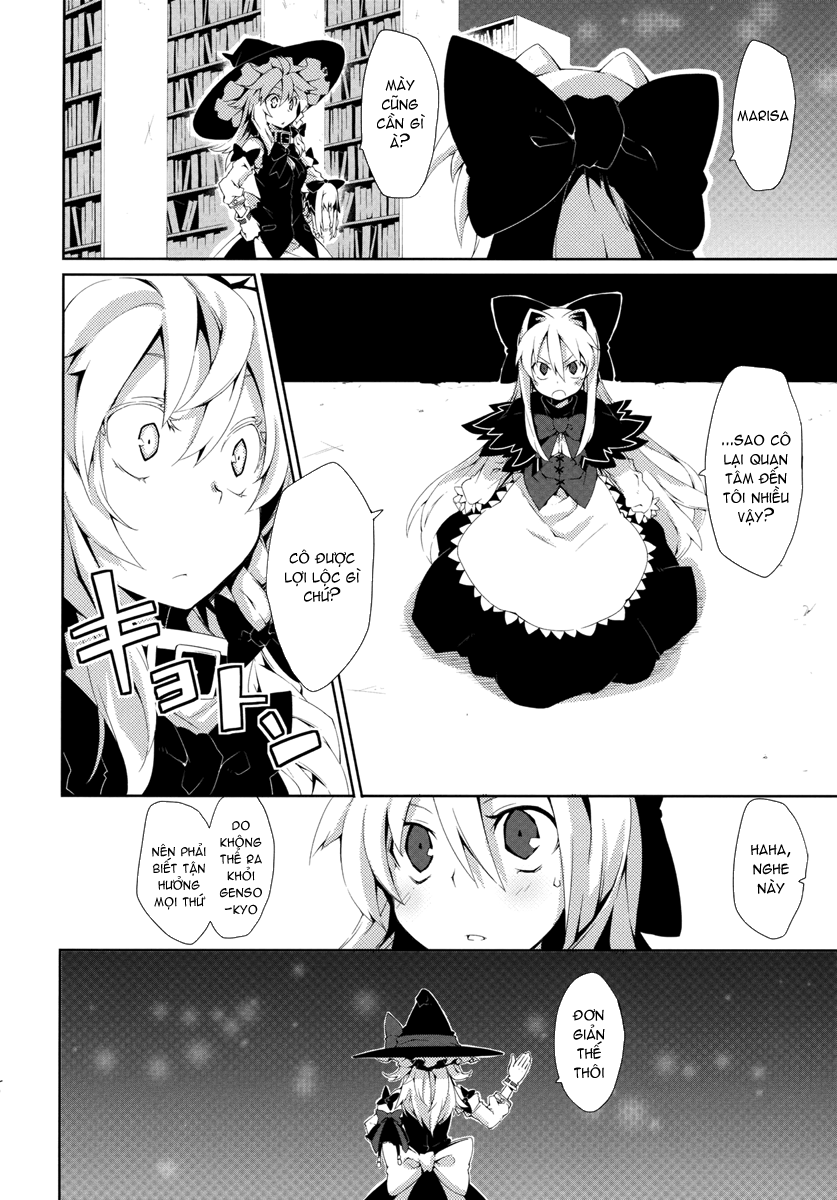 MARISA
MÀY
CŨNG
CẦN GÌ
À?
...SAO CÔ
LẠI QUAN
TÂM ĐẾN
TÔI NHIỀU
VẬY?
CÔ ĐƯỢC
LỢI LỘC GÌ
CHỨ?
キョトン
HAHA,
NGHE
NÀY
DO
KHÔNG
THỂ RA
KHỎI
GENSO
-KYO
NÊN PHẢI
BIẾT TẬN
HƯỞNG
MỌI THỨ
ĐƠN
GIẢN
THẾ
THÔI